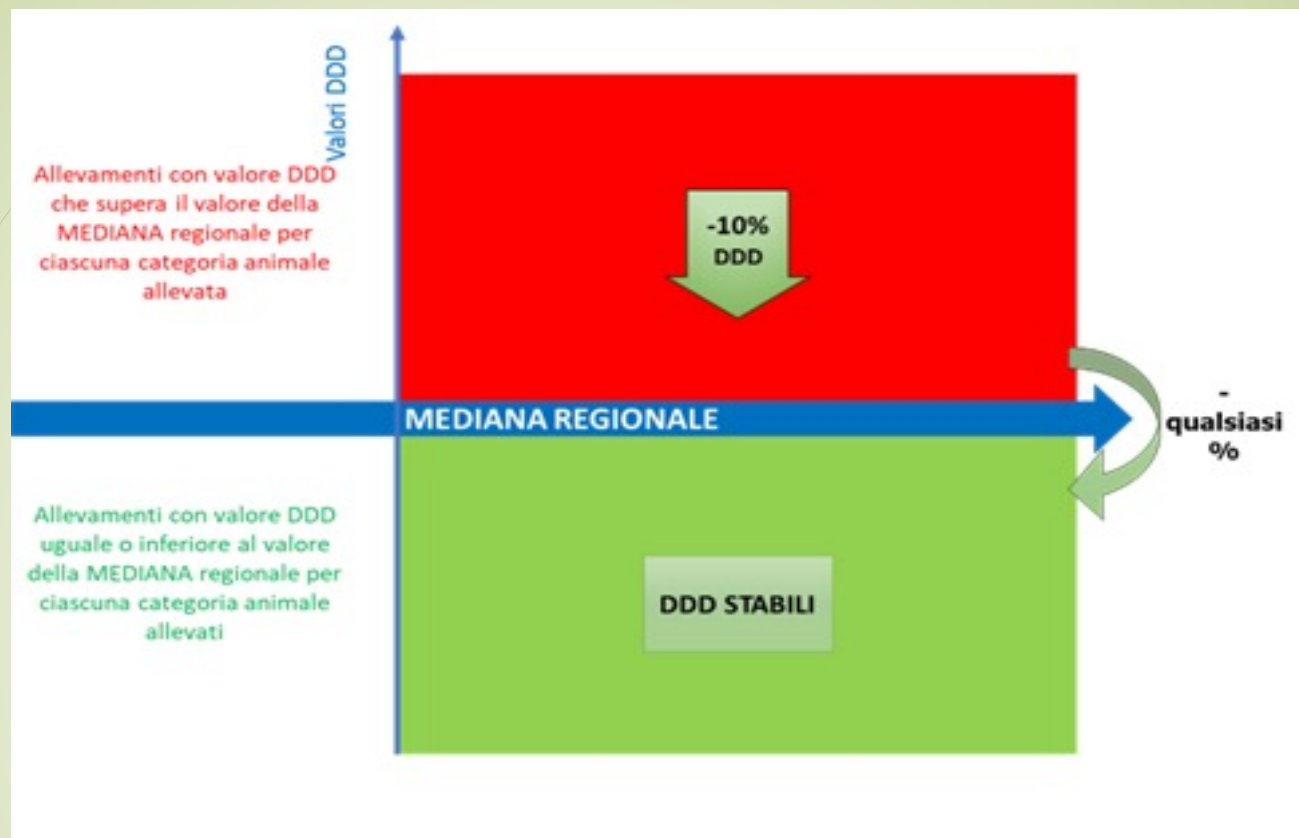 Valori DDD
Allevamenti con valore DDD
che supera il valore della
MEDIANA regionale per
ciascuna categoria animale
allevata
-10%
DDD
MEDIANA REGIONALE
-
qualsiasi
%
Allevamenti con valore DDD
uguale o inferiore al valore
della MEDIANA regionale per
ciascuna categoria animale
allevati
DDD STABILI